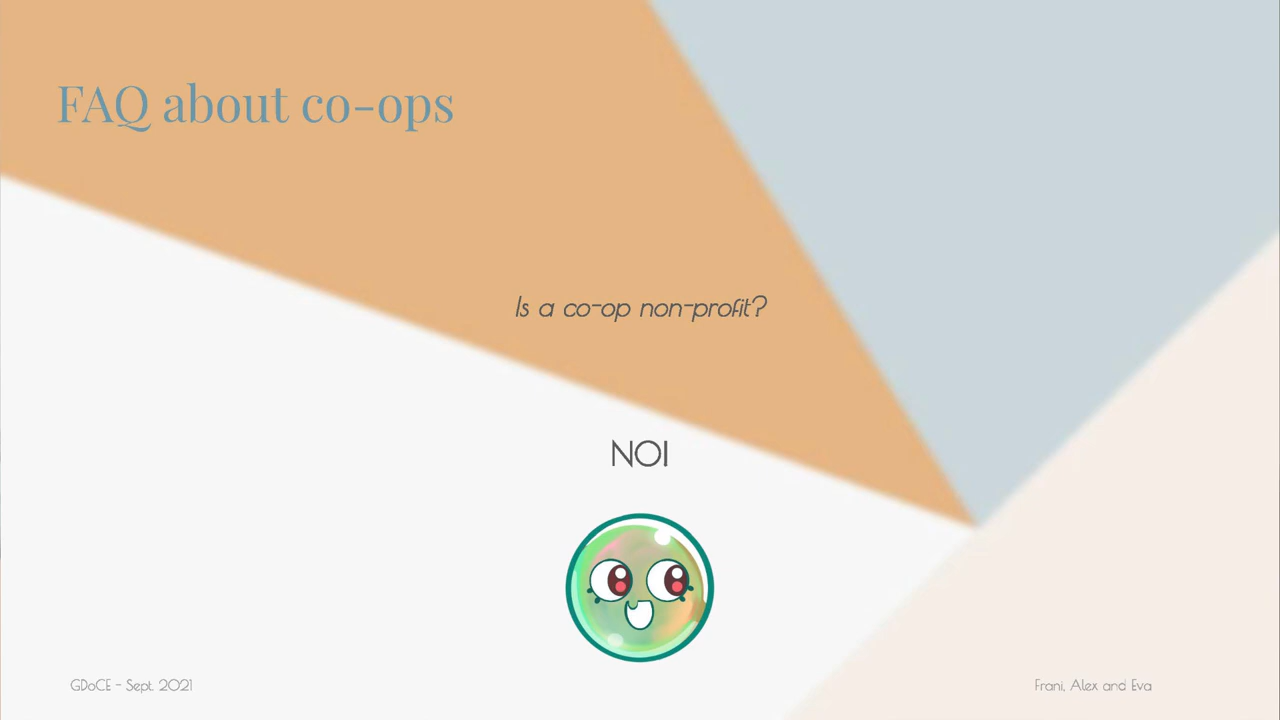 FAQ about co-ops
Is a co-op non-profit?
NO!
GDoCE - Sept. 2021
Frani, Alex and Eva